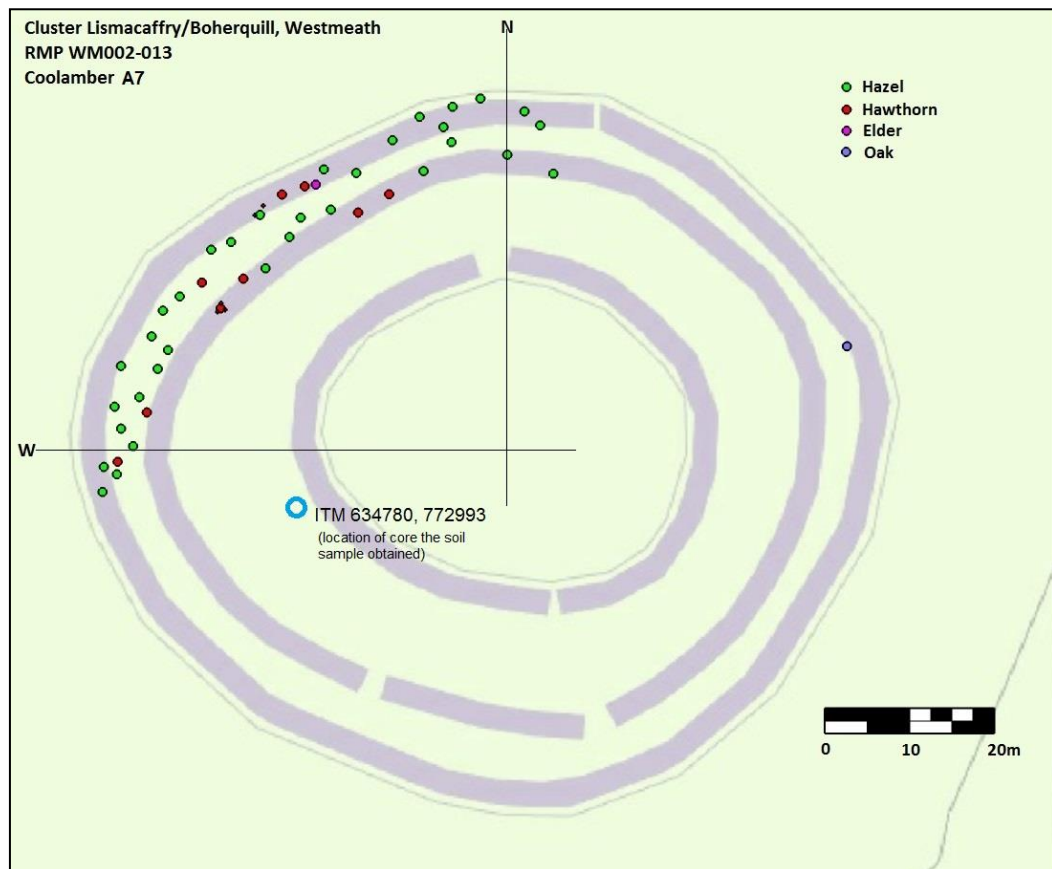 Cluster Lismacaffry/Boherquill, Westmeath
RMP WM002-013
Coolamber A7
N
Hazel
Hawthorn
Elder
Oak
W
ITM 634780, 772993
(location of core the soil
sample obtained)
0 10 20m